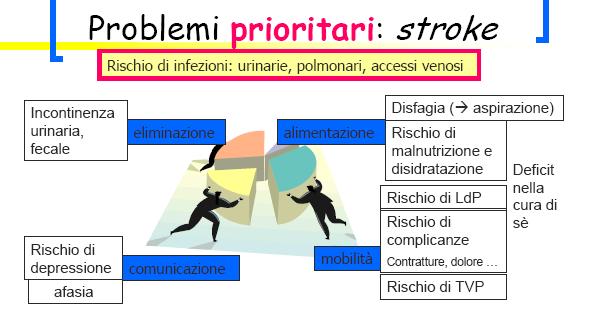 Problemi prioritari: stroke
Rischio di infezioni: urinarie, polmonari, accessi venosi
Incontinenza
urinaria,
fecale
eliminazione
alimentazione
Disfagia (→ aspirazione)
Rischio di
malnutrizione e
disidratazione
Deficit
nella
cura di
sè
Rischio di LdP
Rischio di
complicanze
Contratture, dolore …
mobilità
Rischio di TVP
Rischio di
depressione
comunicazione
afasia